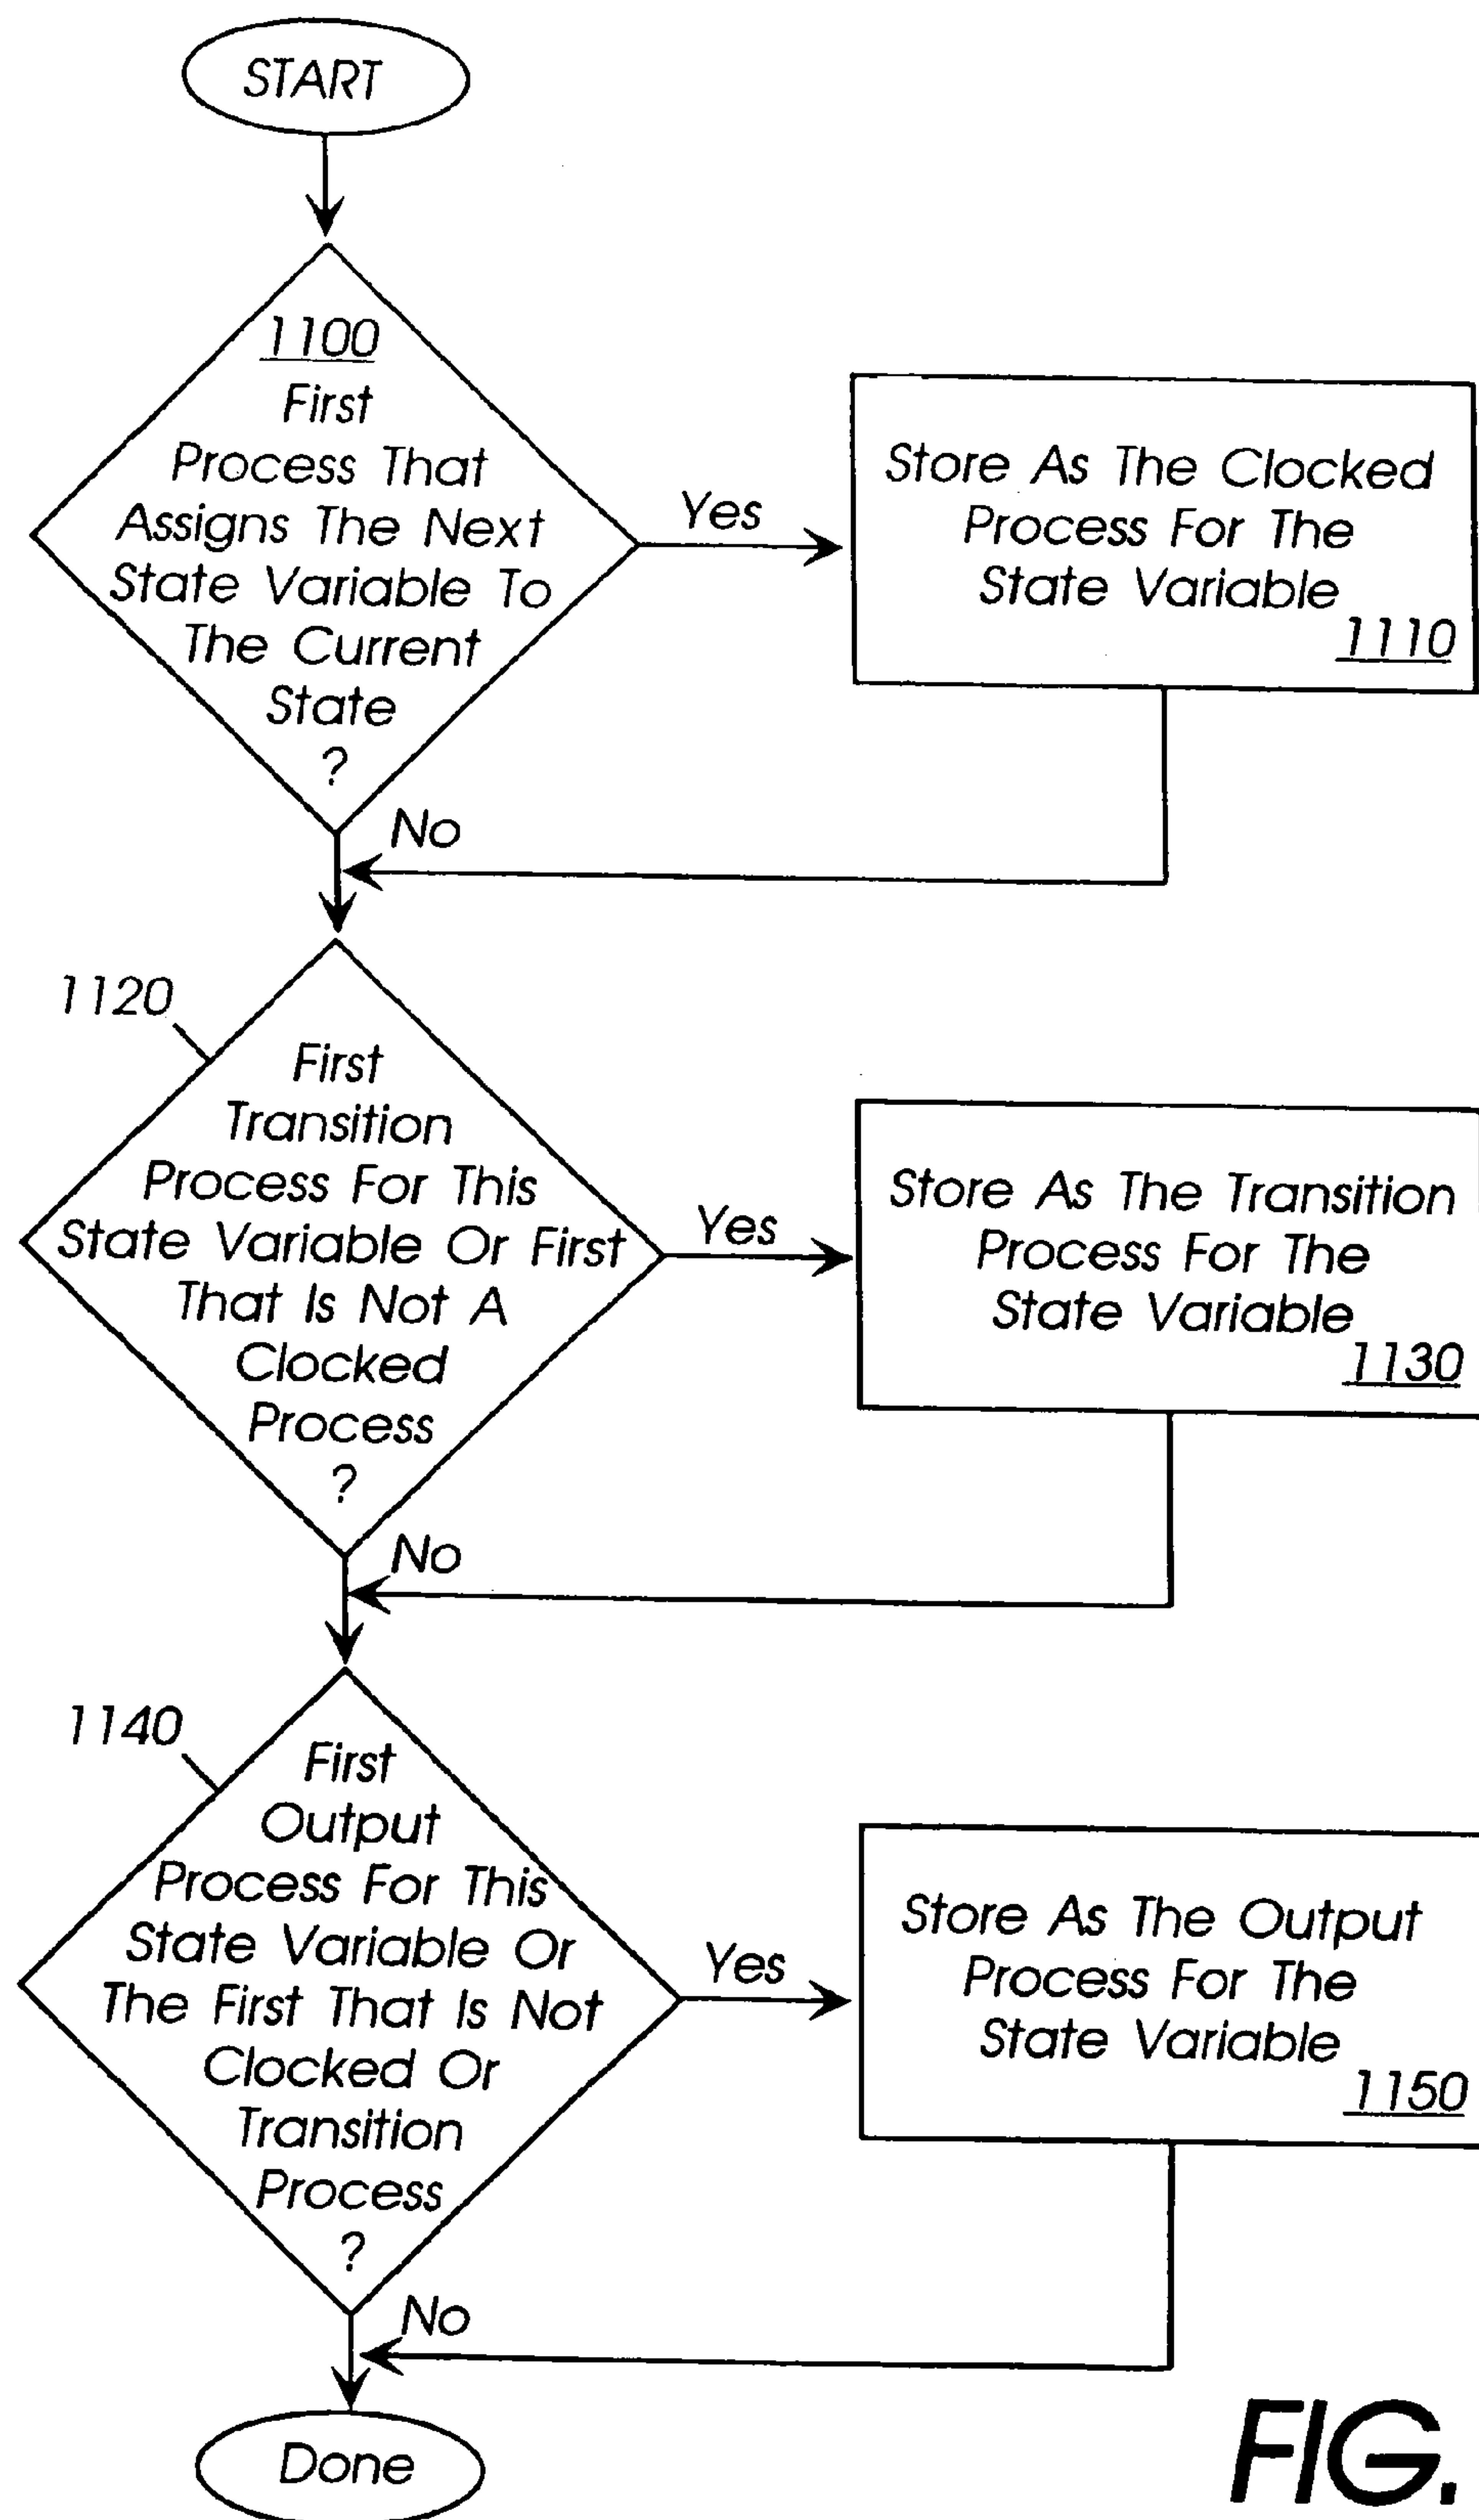 START
1100
First
Process That
Assigns The Next
State Variable To
The Current
State
?
Yes
Store As The Clocked
Process For The
State Variable
1110
No
1120
First
Transition
Process For This
State Variable Or First
That Is Not A
Clocked
Process
?
Yes
Store As The Transition
Process For The
State Variable
1130
No
1140
First
Output
Process For This
State Variable Or
The First That Is Not
Clocked Or
Transition
Process
?
Yes
Store As The Output
Process For The
State Variable
1150
No
Done
FIG.